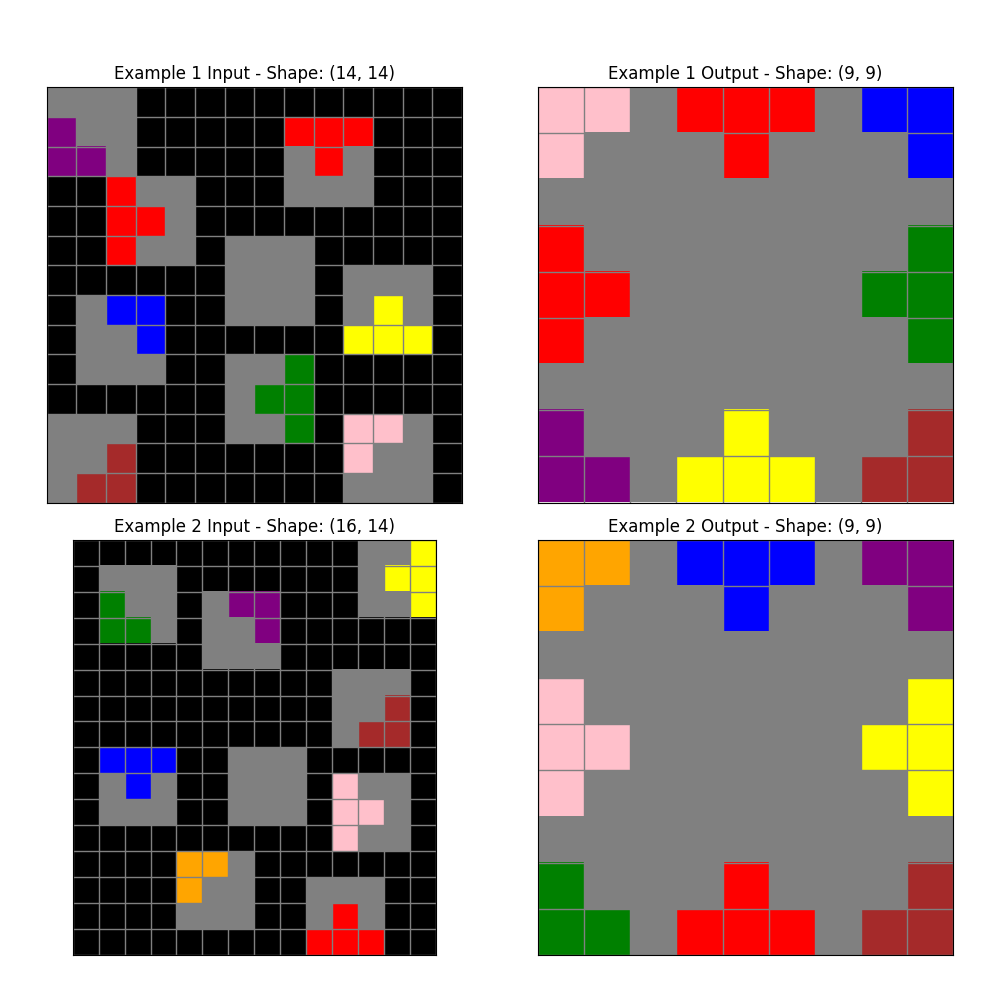 Example 1 Input - Shape: (14, 14)
Example 1 Output - Shape: (9, 9)
Example 2 Input - Shape: (16, 14)
Example 2 Output - Shape: (9, 9)